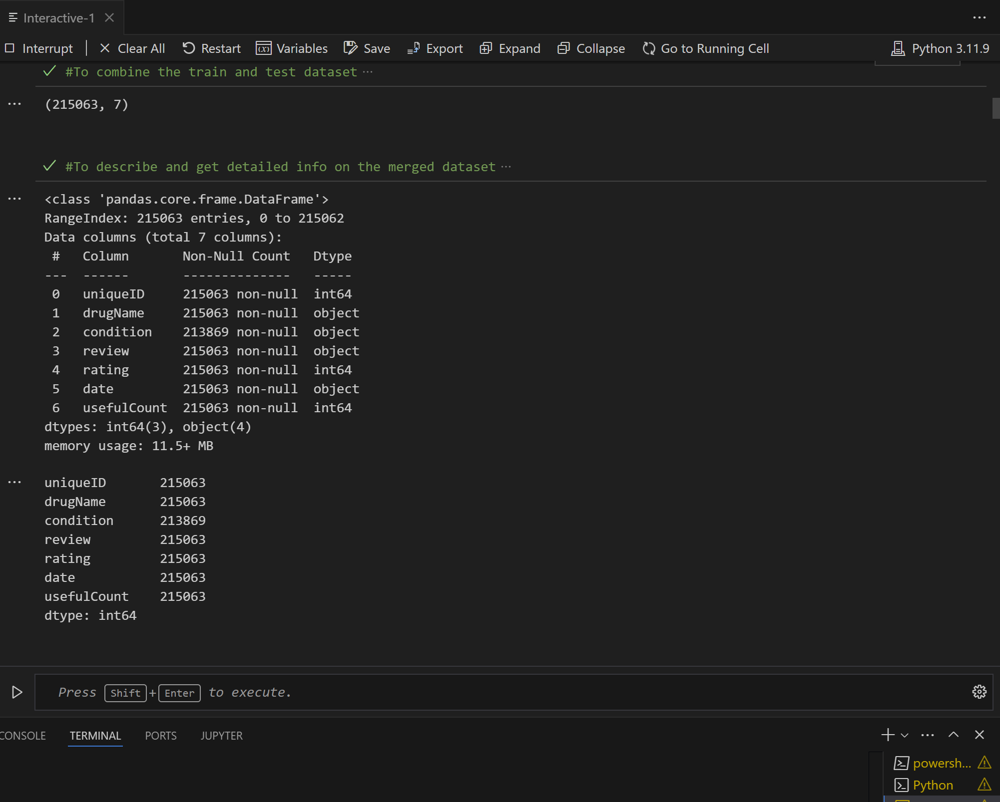 Interactive-1
Interrupt Clear All Restart Variables Save Export Expand Collapse Go to Running Cell Python 3.11.9
#To combine the train and test dataset ···
(215063, 7)
#To describe and get detailed info on the merged dataset ···
<class 'pandas.core.frame.DataFrame'>
RangeIndex: 215063 entries, 0 to 215062
Data columns (total 7 columns):
 #   Column       Non-Null Count   Dtype
---  ------       --------------   -----
 0   uniqueID     215063 non-null  int64
 1   drugName     215063 non-null  object
 2   condition    213869 non-null  object
 3   review       215063 non-null  object
 4   rating       215063 non-null  int64
 5   date         215063 non-null  object
 6   usefulCount  215063 non-null  int64
dtypes: int64(3), object(4)
memory usage: 11.5+ MB
uniqueID       215063
drugName       215063
condition      213869
review         215063
rating         215063
date           215063
usefulCount    215063
dtype: int64
Press Shift+Enter to execute.
CONSOLE TERMINAL PORTS JUPYTER
powersh...
Python